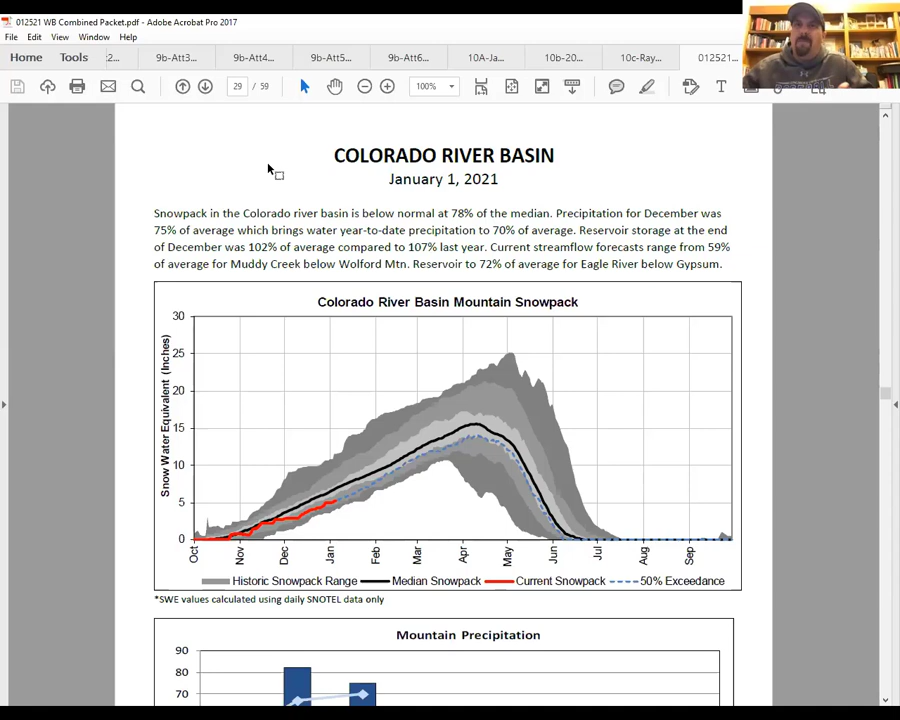 012521 WB Combined Packet.pdf - Adobe Acrobat Pro 2017
File Edit View Window Help
Home Tools 2... 9b-Att3... 9b-Att4... 9b-Att5... 9b-Att6... 10A-Ja... 10b-20... 10c-Ray... 012521...
29 / 59 100%
COLORADO RIVER BASIN
January 1, 2021
Snowpack in the Colorado river basin is below normal at 78% of the median. Precipitation for December was
75% of average which brings water year-to-date precipitation to 70% of average. Reservoir storage at the end
of December was 102% of average compared to 107% last year. Current streamflow forecasts range from 59%
of average for Muddy Creek below Wolford Mtn. Reservoir to 72% of average for Eagle River below Gypsum.
Colorado River Basin Mountain Snowpack
Snow Water Equivalent (Inches)
30
25
20
15
10
5
0
Oct Nov Dec Jan Feb Mar Apr May Jun Jul Aug Sep
Historic Snowpack Range Median Snowpack Current Snowpack 50% Exceedance
*SWE values calculated using daily SNOTEL data only
Mountain Precipitation
90
80
70